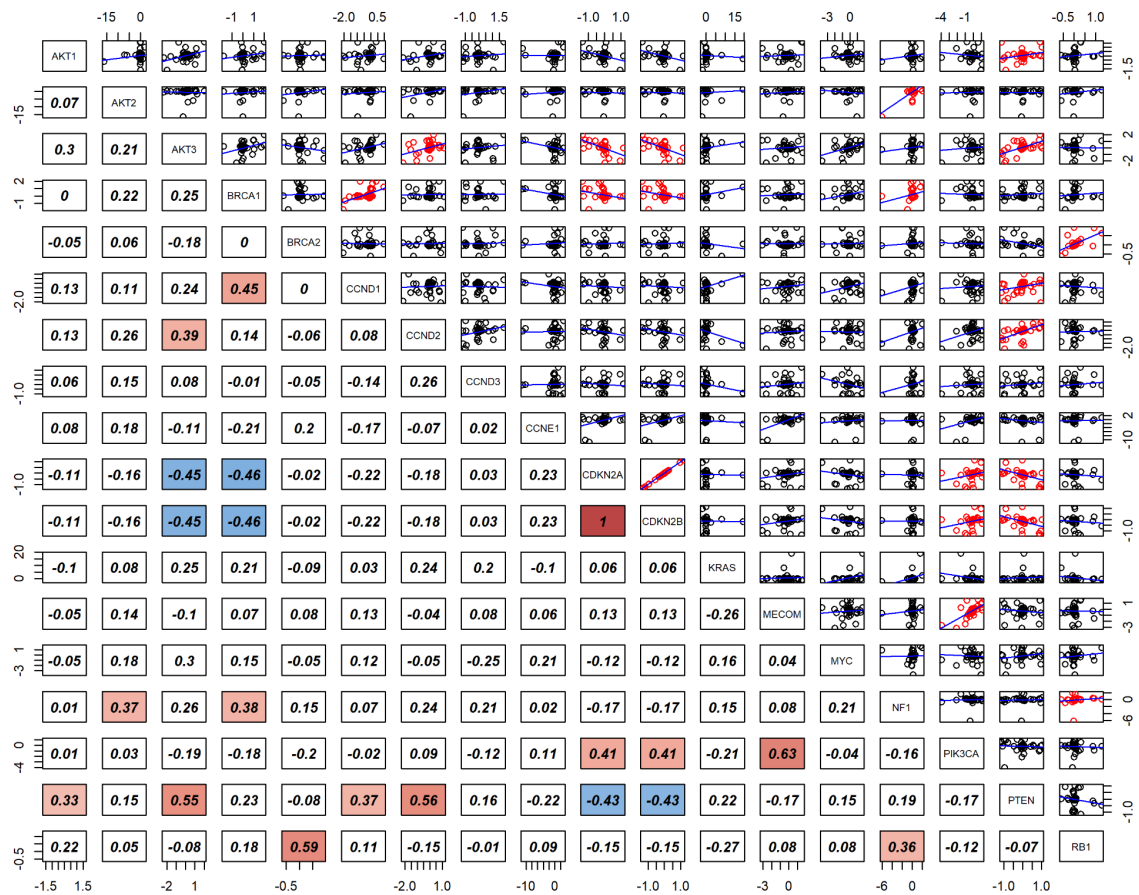 -15 0 -1 1 -2.0 0.5 -1.0 1.5 -1.0 1.0 0 15 -3 0 -4 -1 -0.5 1.0
AKT1 -1.5
-15 0.07 AKT2
0.3 0.21 AKT3 -2 2
-1 2 0 0.22 0.25 BRCA1
-0.05 0.06 -0.18 0 BRCA2 -0.5
-2.0 0.13 0.11 0.24 0.45 0 CCND1
0.13 0.26 0.39 0.14 -0.06 0.08 CCND2 -2.0
-1.0 0.06 0.15 0.08 -0.01 -0.05 -0.14 0.26 CCND3
0.08 0.18 -0.11 -0.21 0.2 -0.17 -0.07 0.02 CCNE1 -10 2
-1.0 -0.11 -0.16 -0.45 -0.46 -0.02 -0.22 -0.18 0.03 0.23 CDKN2A
-0.11 -0.16 -0.45 -0.46 -0.02 -0.22 -0.18 0.03 0.23 1 CDKN2B -1.0
0 20 -0.1 0.08 0.25 0.21 -0.09 0.03 0.24 0.2 -0.1 0.06 0.06 KRAS
-0.05 0.14 -0.1 0.07 0.08 0.13 -0.04 0.08 0.06 0.13 0.13 -0.26 MECOM -3 1
-3 1 -0.05 0.18 0.3 0.15 -0.05 0.12 -0.05 -0.25 0.21 -0.12 -0.12 0.16 0.04 MYC
0.01 0.37 0.26 0.38 0.15 0.07 0.24 0.21 0.02 -0.17 -0.17 0.15 0.08 0.21 NF1 -6 0
-4 0 0.01 0.03 -0.19 -0.18 -0.2 -0.02 0.09 -0.12 0.11 0.41 0.41 -0.21 0.63 -0.04 -0.16 PIK3CA
0.33 0.15 0.55 0.23 -0.08 0.37 0.56 0.16 -0.22 -0.43 -0.43 0.22 -0.17 0.15 0.19 -0.17 PTEN -1.0
-0.5 0.22 0.05 -0.08 0.18 0.59 0.11 -0.15 -0.01 0.09 -0.15 -0.15 -0.27 0.08 0.08 0.36 -0.12 -0.07 RB1
-1.5 1.5 -2 1 -0.5 -2.0 1.0 -10 0 -1.0 1.0 -3 0 -6 0 -1.0 1.0